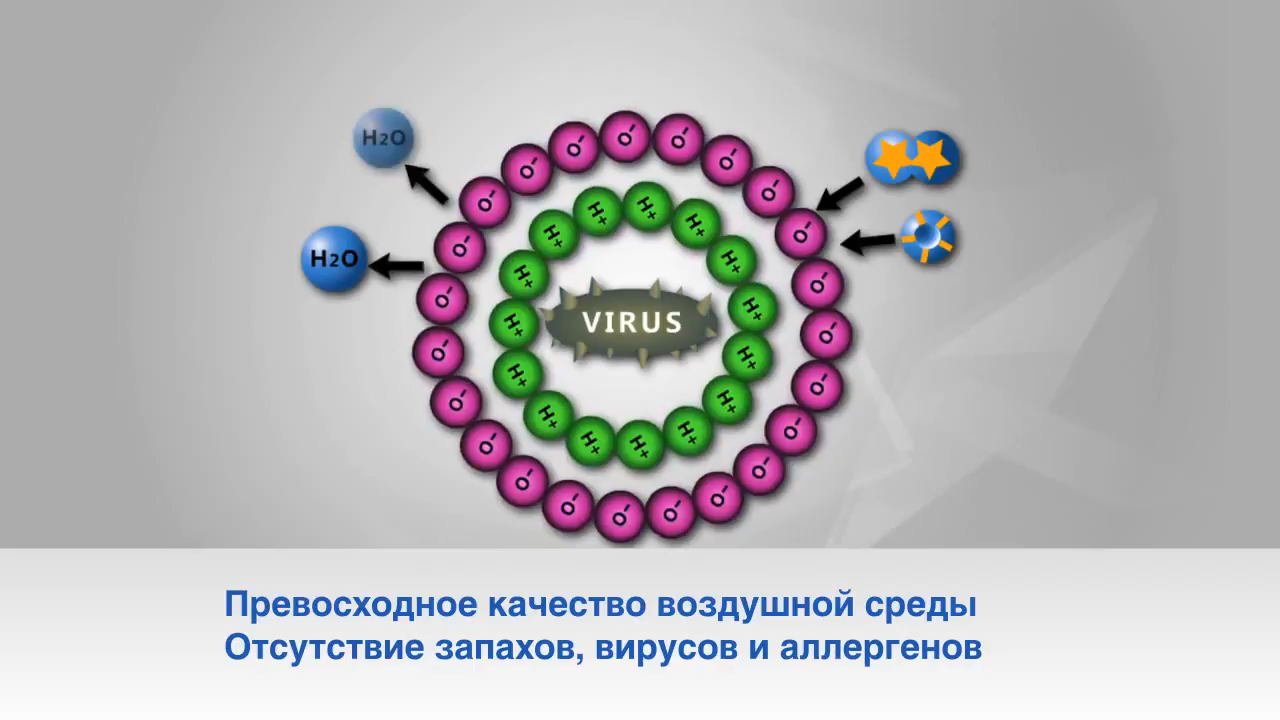 H2O
O- O- O- O- O-
O- O-
H+ H+ H+
O- H+ H+ O-
H2O
O- H+ H+ O-
H+ VIRUS O-
O- H+ H+ O-
O- H+ H+ O-
O- H+ H+ H+ O-
O- O-
O- O- O- O- O-
Превосходное качество воздушной среды
Отсутствие запахов, вирусов и аллергенов